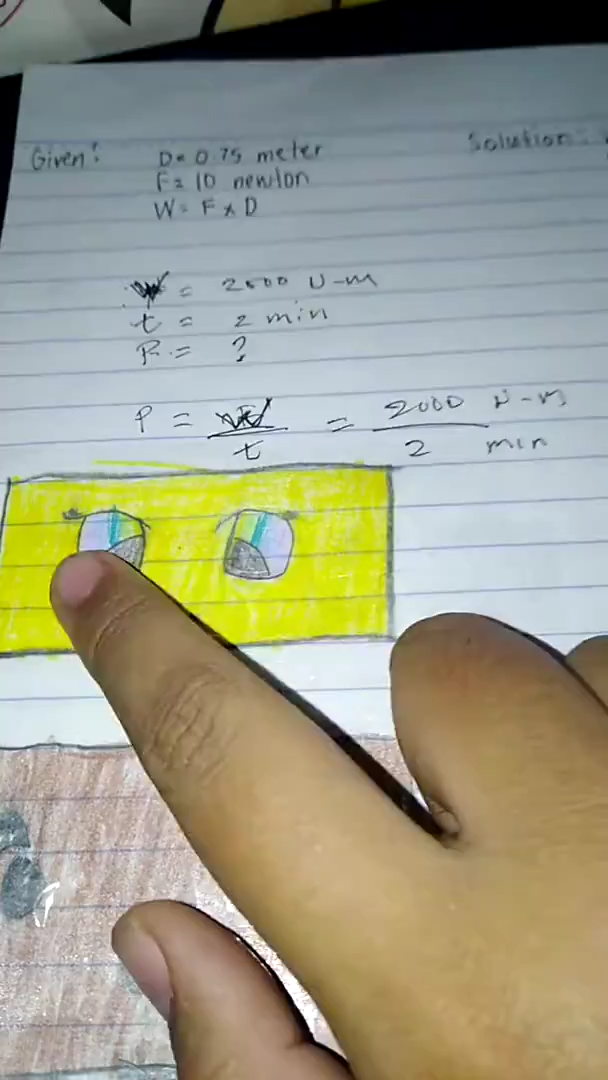 Given: D= 0.75 meter Solution:
F= 10 newton
W= F x D
W = 2000 N-m
t = 2 min
P = ?
P = W/t = 2000 N-m / 2 min